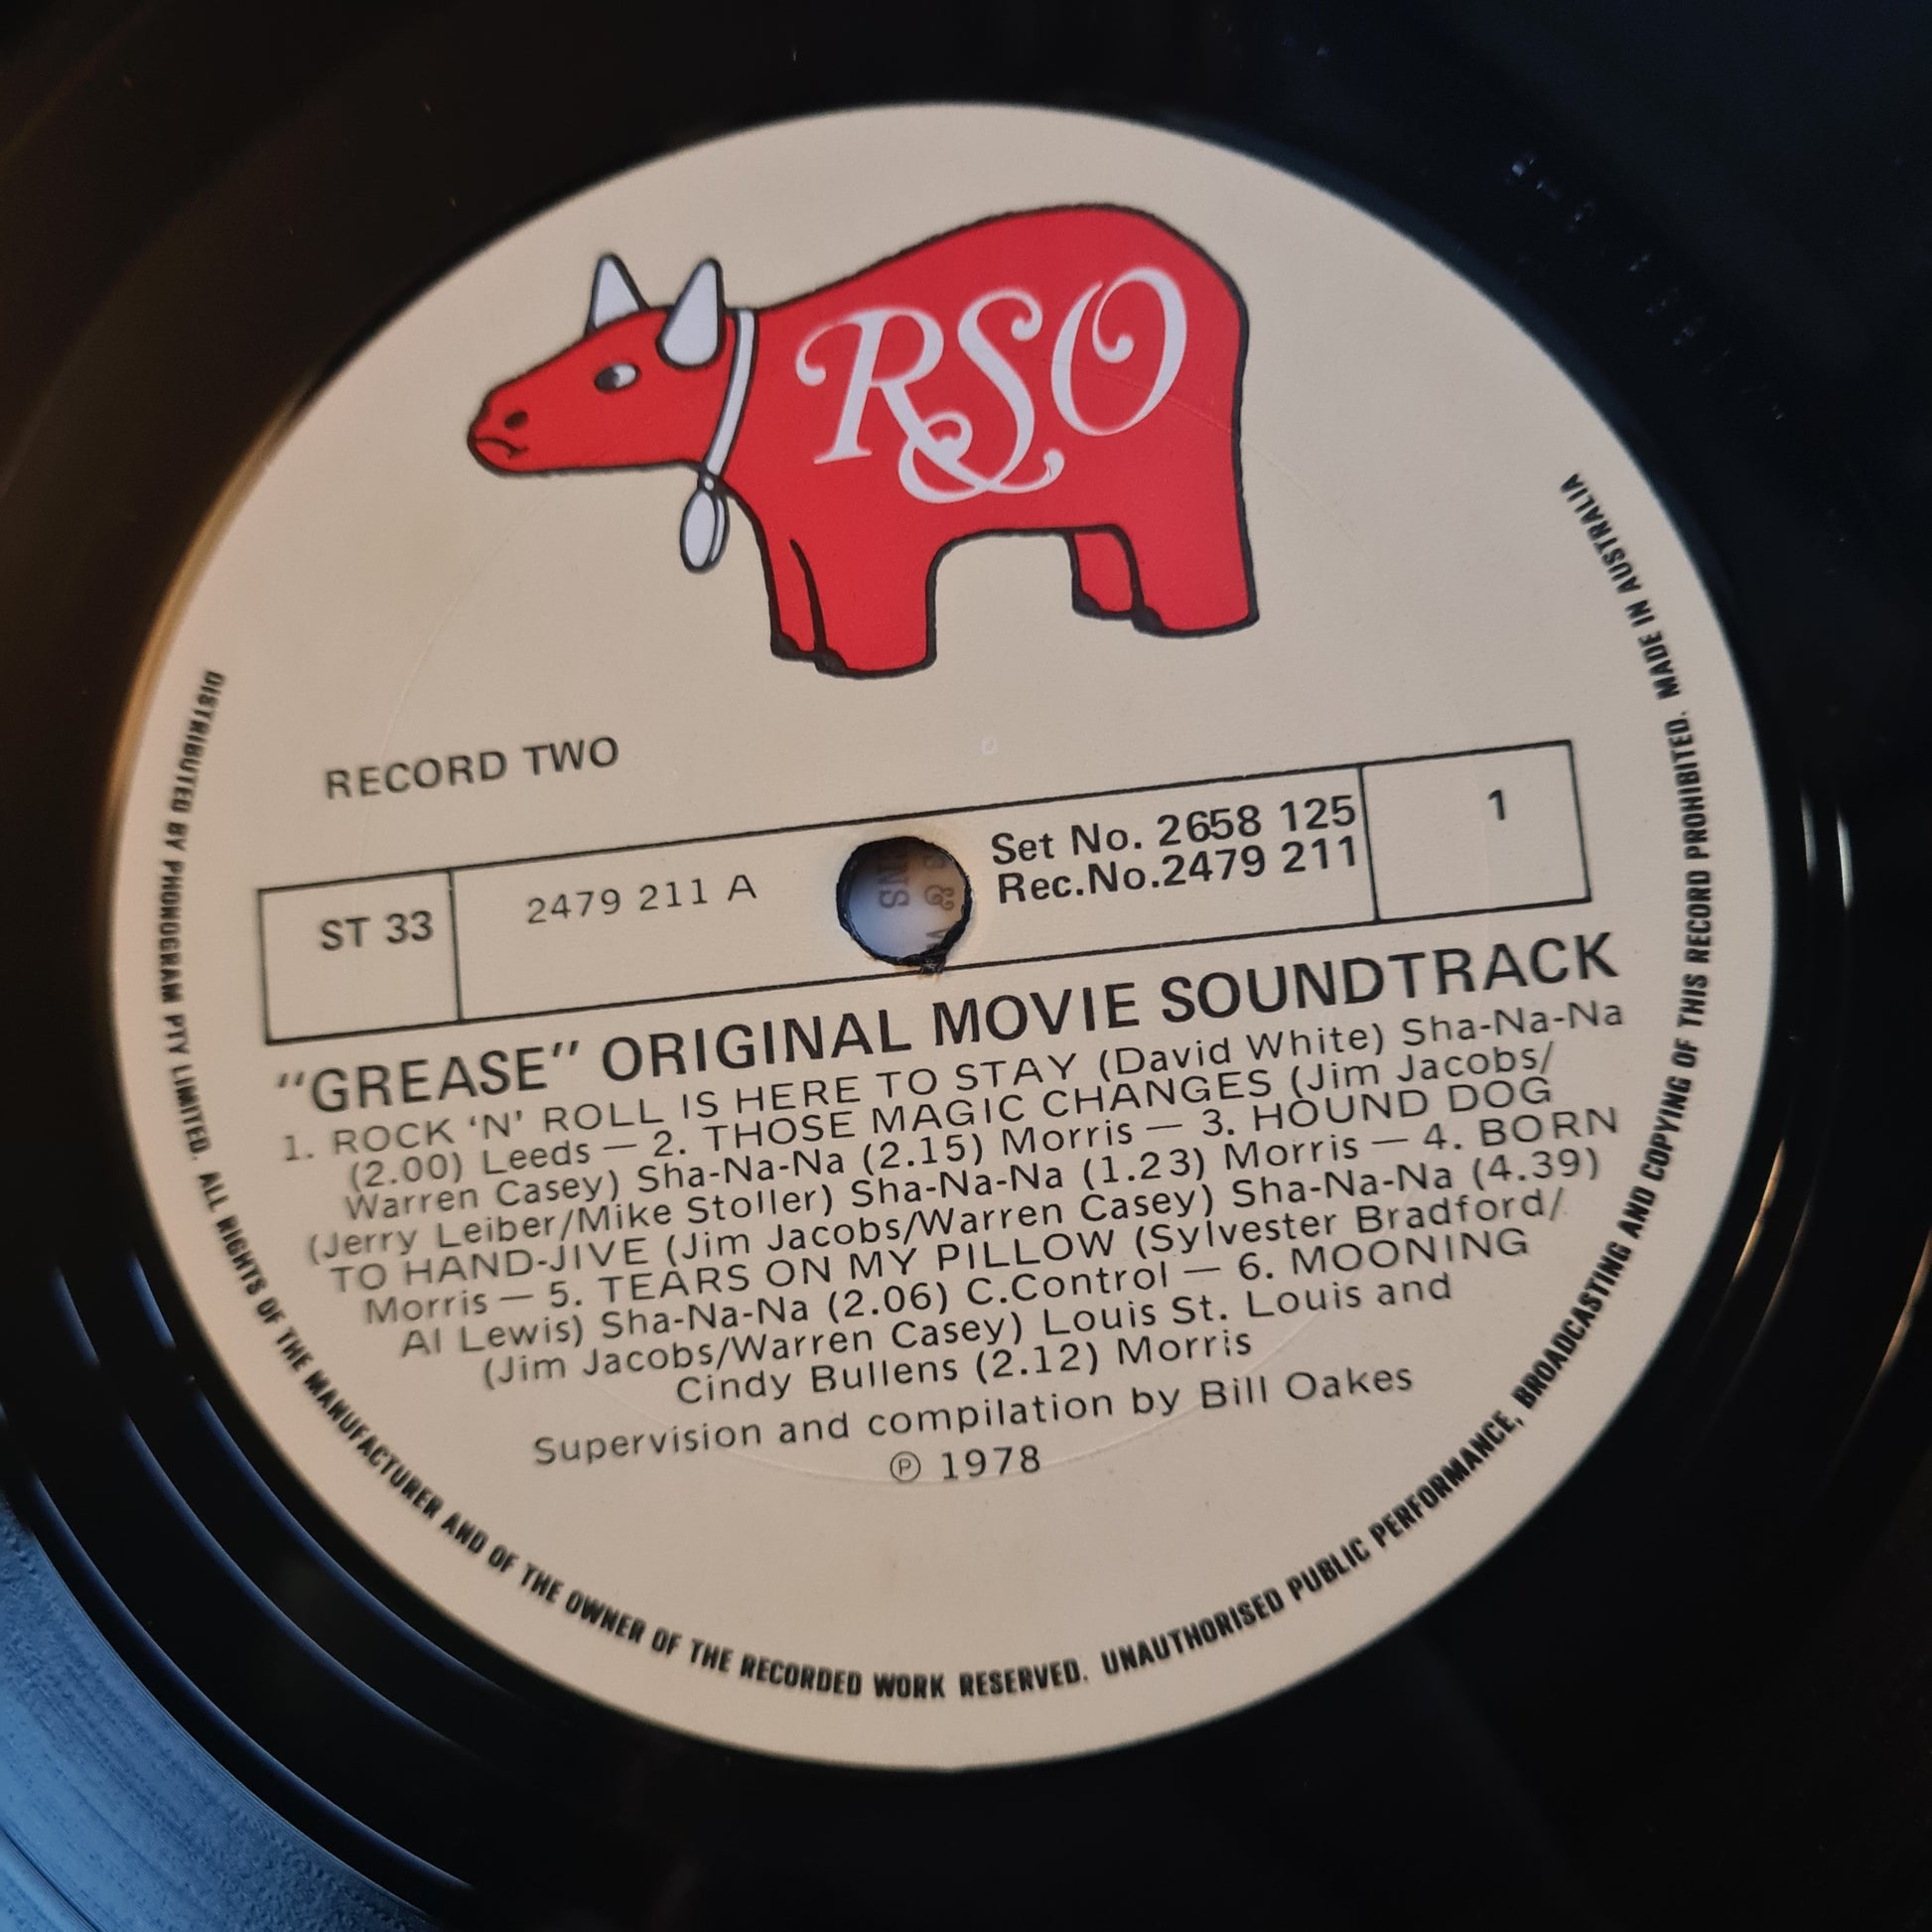 RSO
RECORD TWO
ST 33
2479 211 A
Set No. 2658 125
Rec.No.2479 211
1
"GREASE" ORIGINAL MOVIE SOUNDTRACK
1. ROCK 'N' ROLL IS HERE TO STAY (David White) Sha-Na-Na
(2.00) Leeds — 2. THOSE MAGIC CHANGES (Jim Jacobs/
Warren Casey) Sha-Na-Na (2.15) Morris — 3. HOUND DOG
(Jerry Leiber/Mike Stoller) Sha-Na-Na (1.23) Morris — 4. BORN
TO HAND-JIVE (Jim Jacobs/Warren Casey) Sha-Na-Na (4.39)
Morris — 5. TEARS ON MY PILLOW (Sylvester Bradford/
Al Lewis) Sha-Na-Na (2.06) C.Control — 6. MOONING
(Jim Jacobs/Warren Casey) Louis St. Louis and
Cindy Bullens (2.12) Morris
Supervision and compilation by Bill Oakes
℗ 1978
DISTRIBUTED BY PHONOGRAM PTY LIMITED. ALL RIGHTS OF THE MANUFACTURER AND OF THE OWNER OF THE RECORDED WORK RESERVED. UNAUTHORISED PUBLIC PERFORMANCE, BROADCASTING AND COPYING OF THIS RECORD PROHIBITED. MADE IN AUSTRALIA